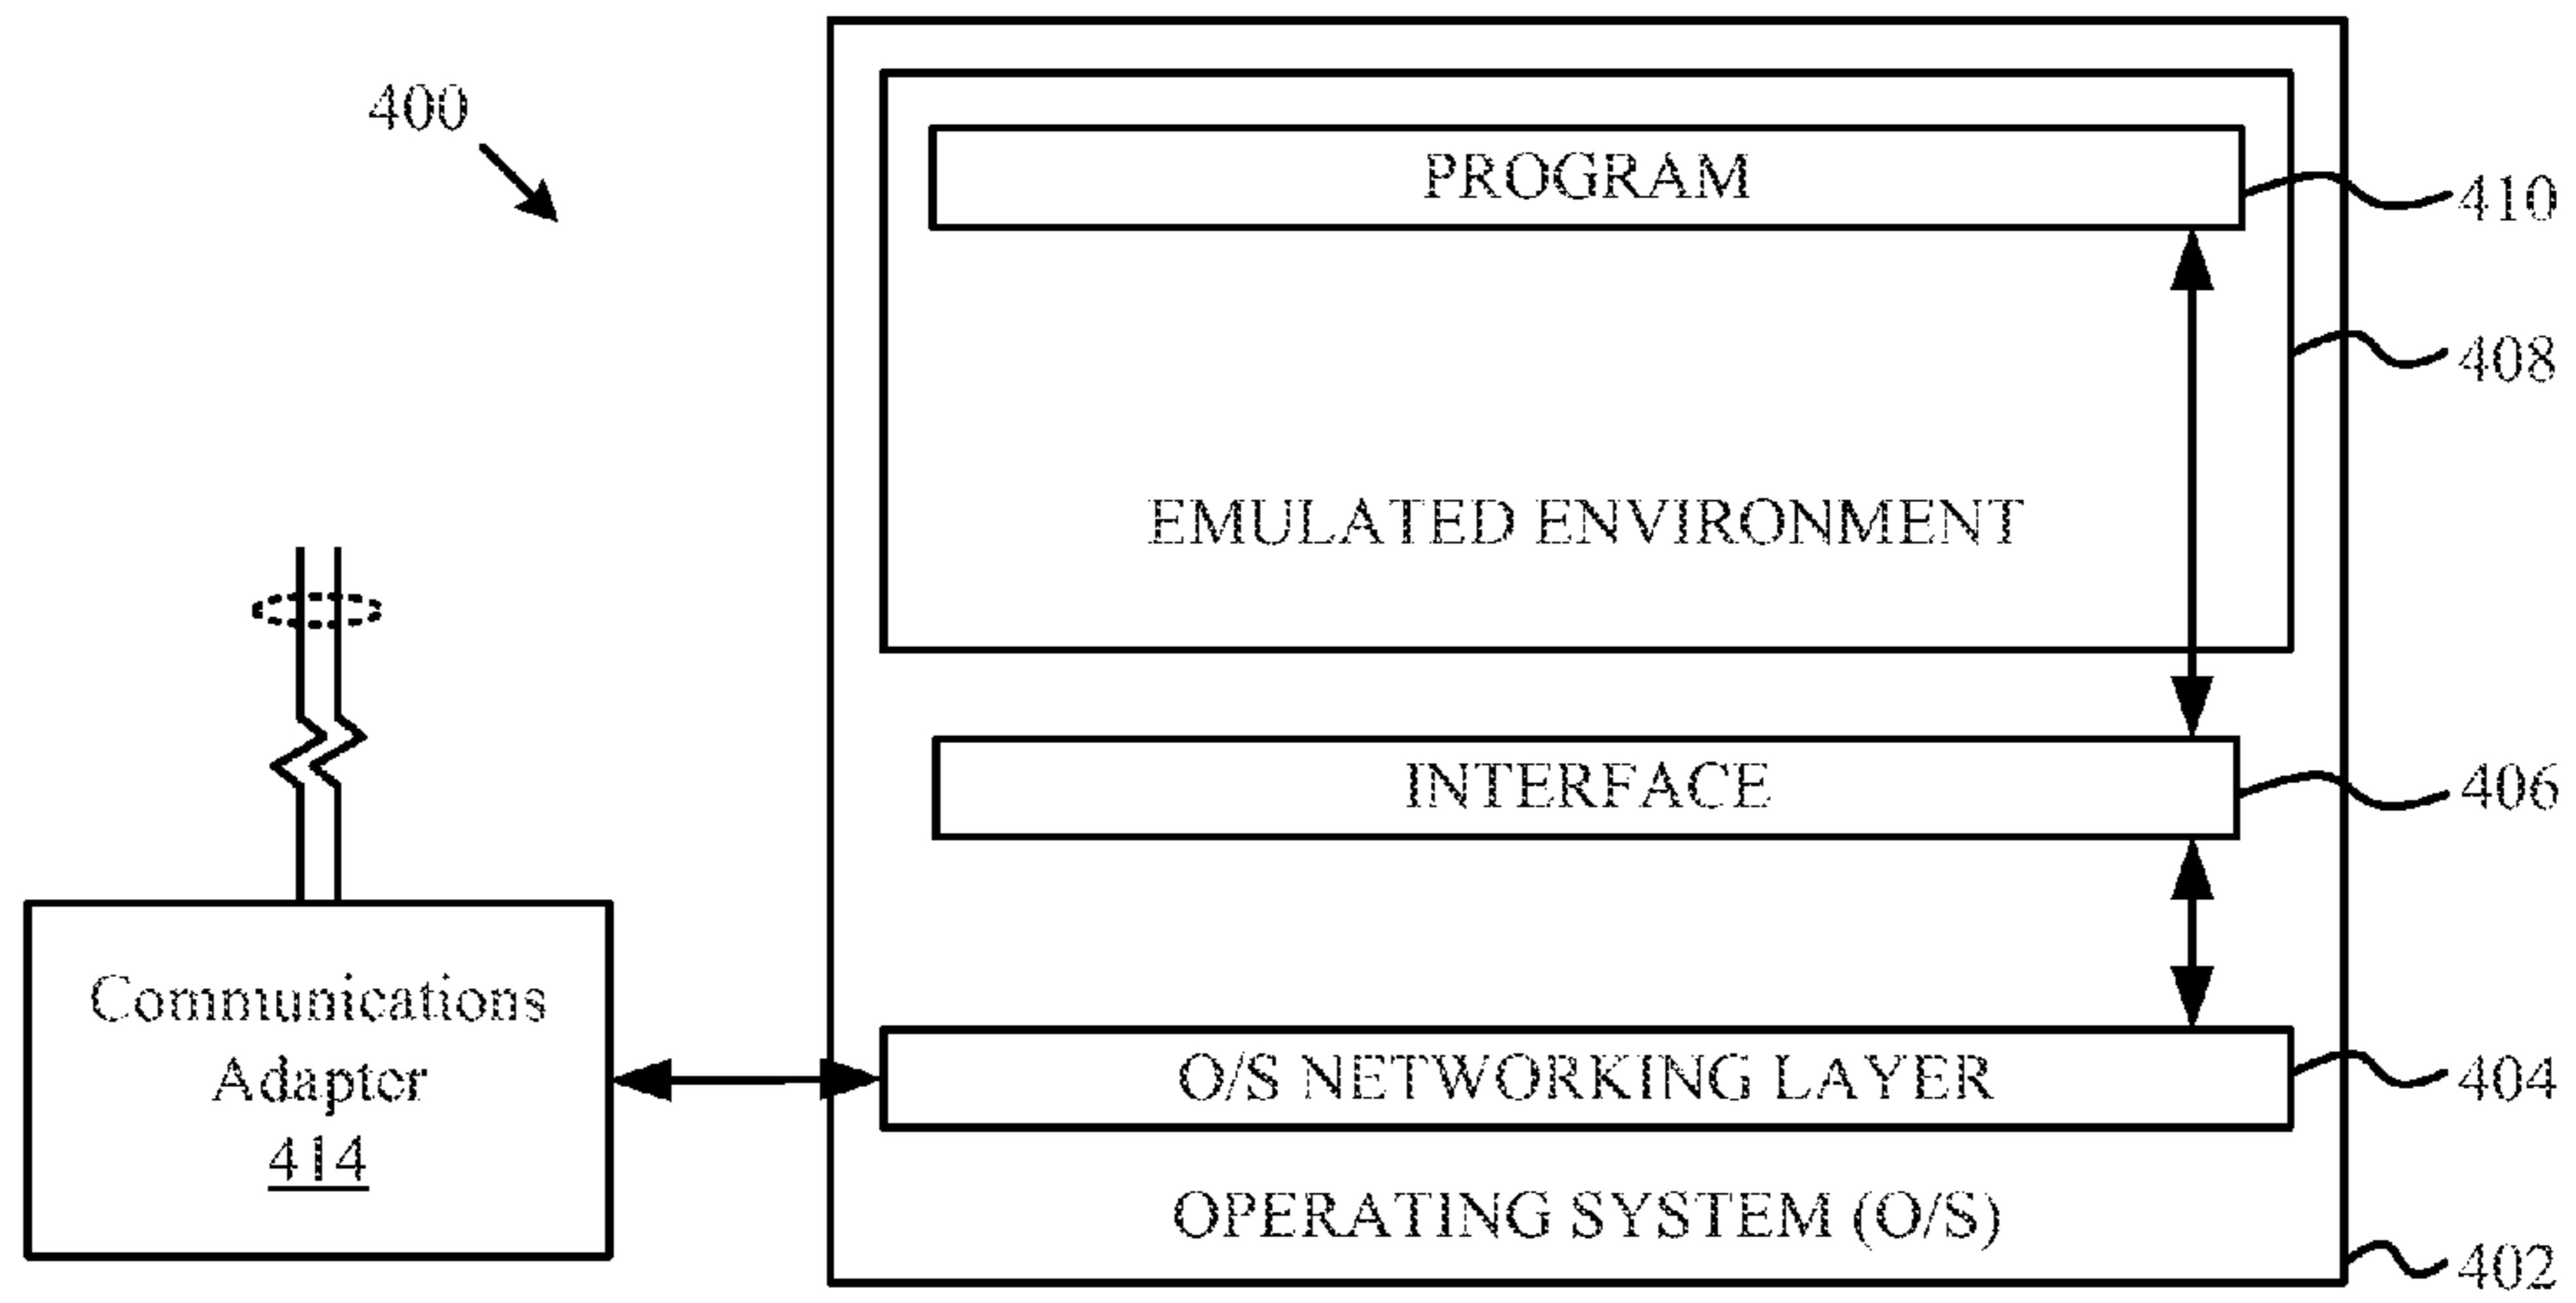 400
PROGRAM
410
408
EMULATED ENVIRONMENT
INTERFACE
406
Communications
Adapter
414
O/S NETWORKING LAYER
404
OPERATING SYSTEM (O/S)
402